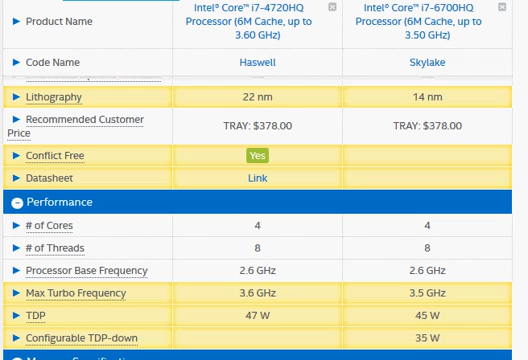 Product Name
Intel® Core™ i7-4720HQ
Processor (6M Cache, up to
3.60 GHz)
Intel® Core™ i7-6700HQ
Processor (6M Cache, up to
3.50 GHz)
Code Name Haswell Skylake
Lithography 22 nm 14 nm
Recommended Customer
Price TRAY: $378.00 TRAY: $378.00
Conflict Free Yes
Datasheet Link
Performance
# of Cores 4 4
# of Threads 8 8
Processor Base Frequency 2.6 GHz 2.6 GHz
Max Turbo Frequency 3.6 GHz 3.5 GHz
TDP 47 W 45 W
Configurable TDP-down 35 W